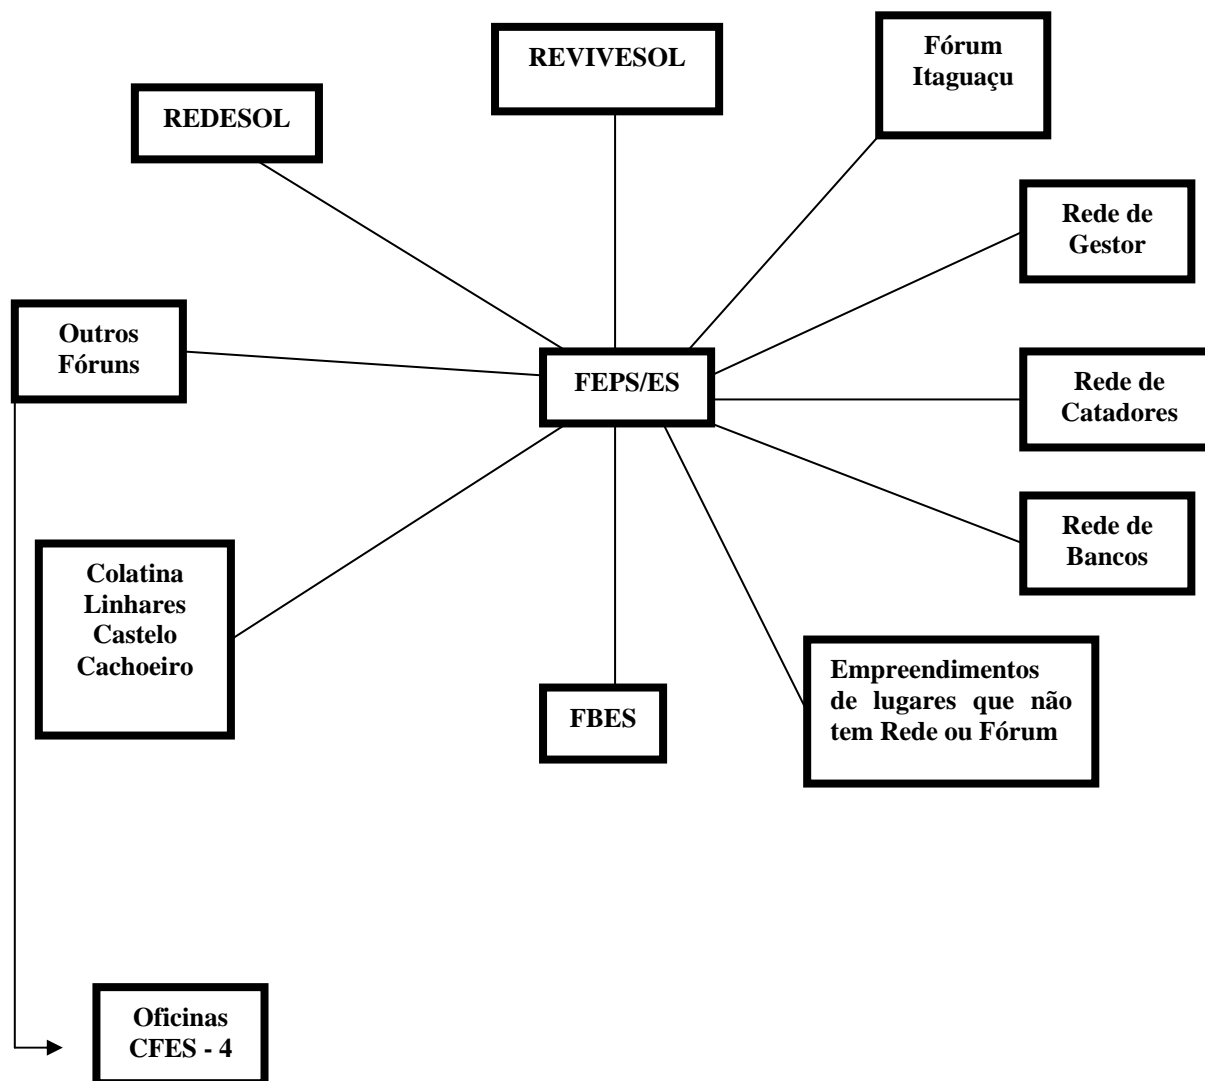 REVIVESOL
Fórum
Itaguaçu
REDESOL
Rede de
Gestor
Outros
Fóruns
FEPS/ES
Rede de
Catadores
Rede de
Bancos
Colatina
Linhares
Castelo
Cachoeiro
Empreendimentos
de lugares que não
tem Rede ou Fórum
FBES
Oficinas
CFES - 4